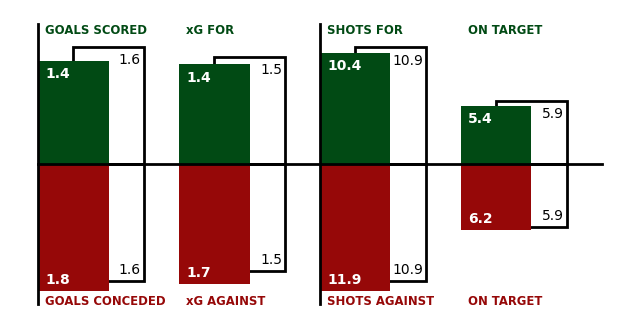 GOALS SCORED xG FOR SHOTS FOR ON TARGET
1.4 1.6 1.4 1.5 10.4 10.9 5.4 5.9
1.8 1.6 1.7 1.5 11.9 10.9 6.2 5.9
GOALS CONCEDED xG AGAINST SHOTS AGAINST ON TARGET